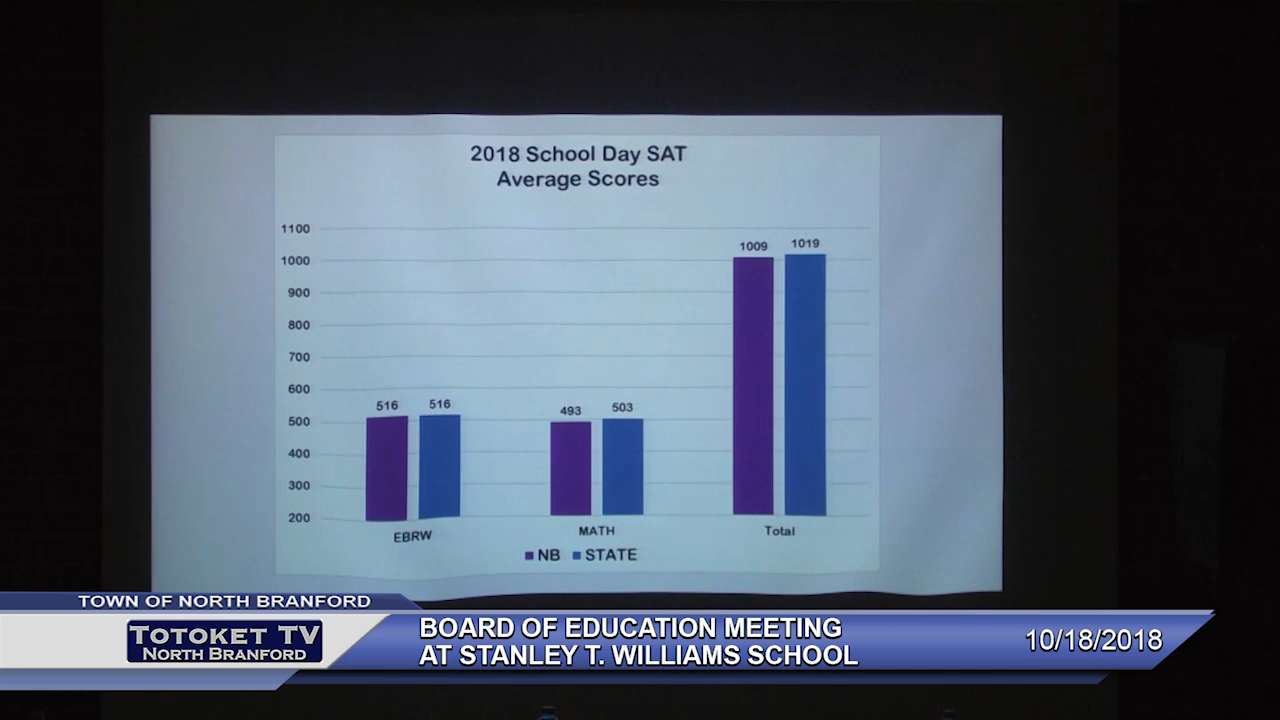 2018 School Day SAT
Average Scores
1100
1000
900
800
700
600
500
400
300
200
516 516
493 503
1009 1019
EBRW MATH Total
NB STATE
TOWN OF NORTH BRANFORD
TOTOKET TV
NORTH BRANFORD
BOARD OF EDUCATION MEETING
AT STANLEY T. WILLIAMS SCHOOL
10/18/2018